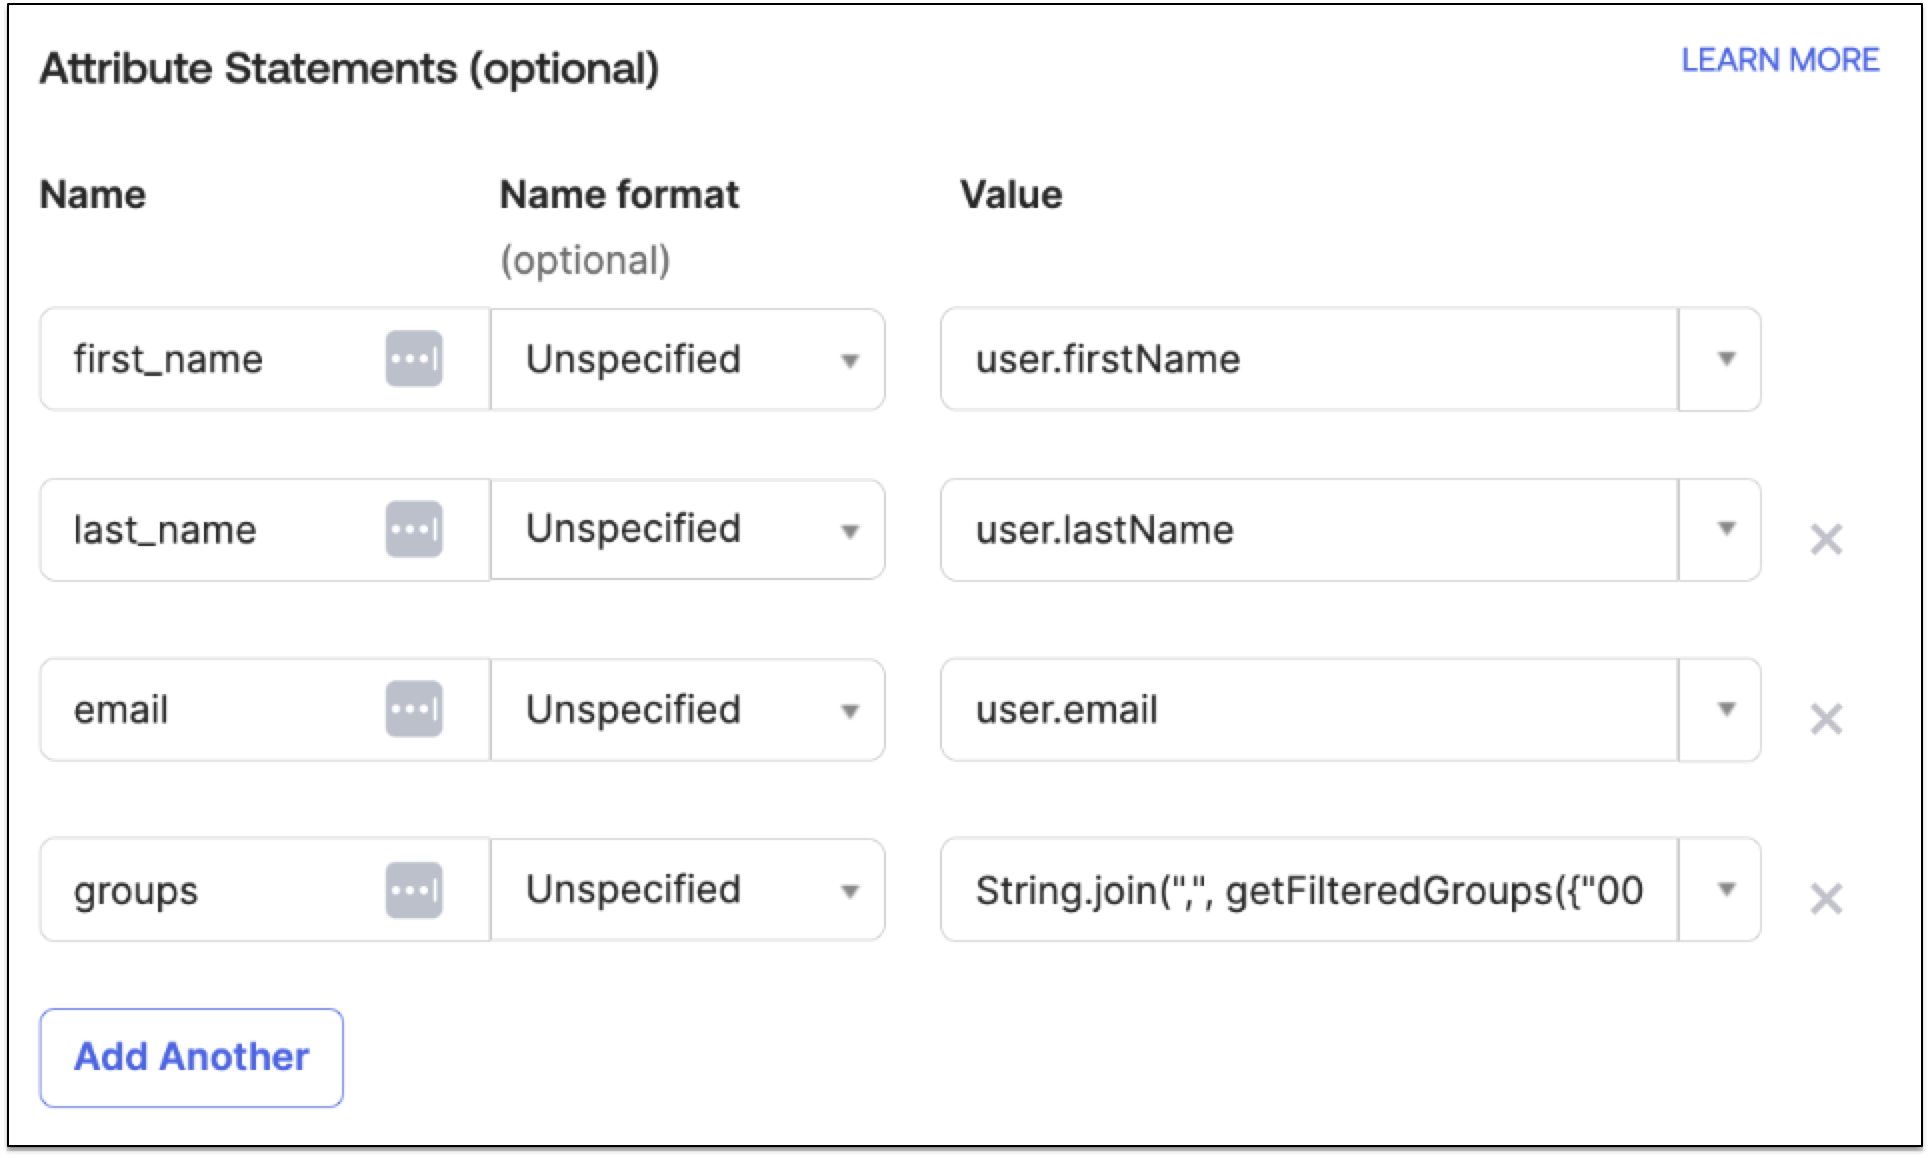 Attribute Statements (optional) LEARN MORE
Name Name format Value
(optional)
first_name Unspecified user.firstName
last_name Unspecified user.lastName
email Unspecified user.email
groups Unspecified String.join(",", getFilteredGroups({"00
Add Another